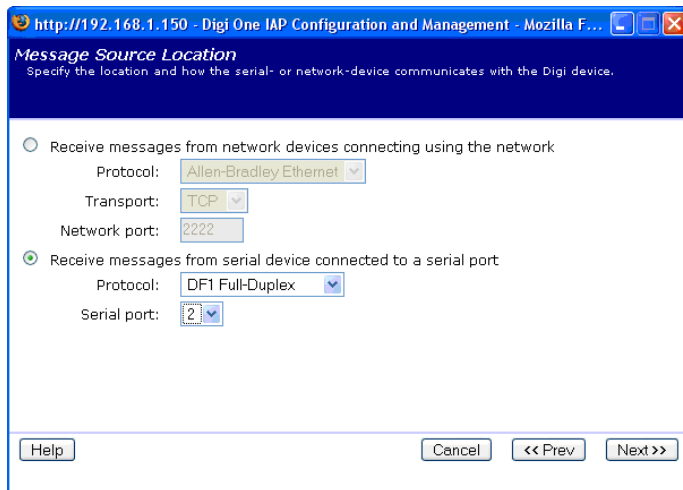 http://192.168.1.150 - Digi One IAP Configuration and Management - Mozilla F...
Message Source Location
Specify the location and how the serial- or network-device communicates with the Digi device.
Receive messages from network devices connecting using the network
Protocol: Allen-Bradley Ethernet
Transport: TCP
Network port: 2222
Receive messages from serial device connected to a serial port
Protocol: DF1 Full-Duplex
Serial port: 2
Help Cancel << Prev Next >>